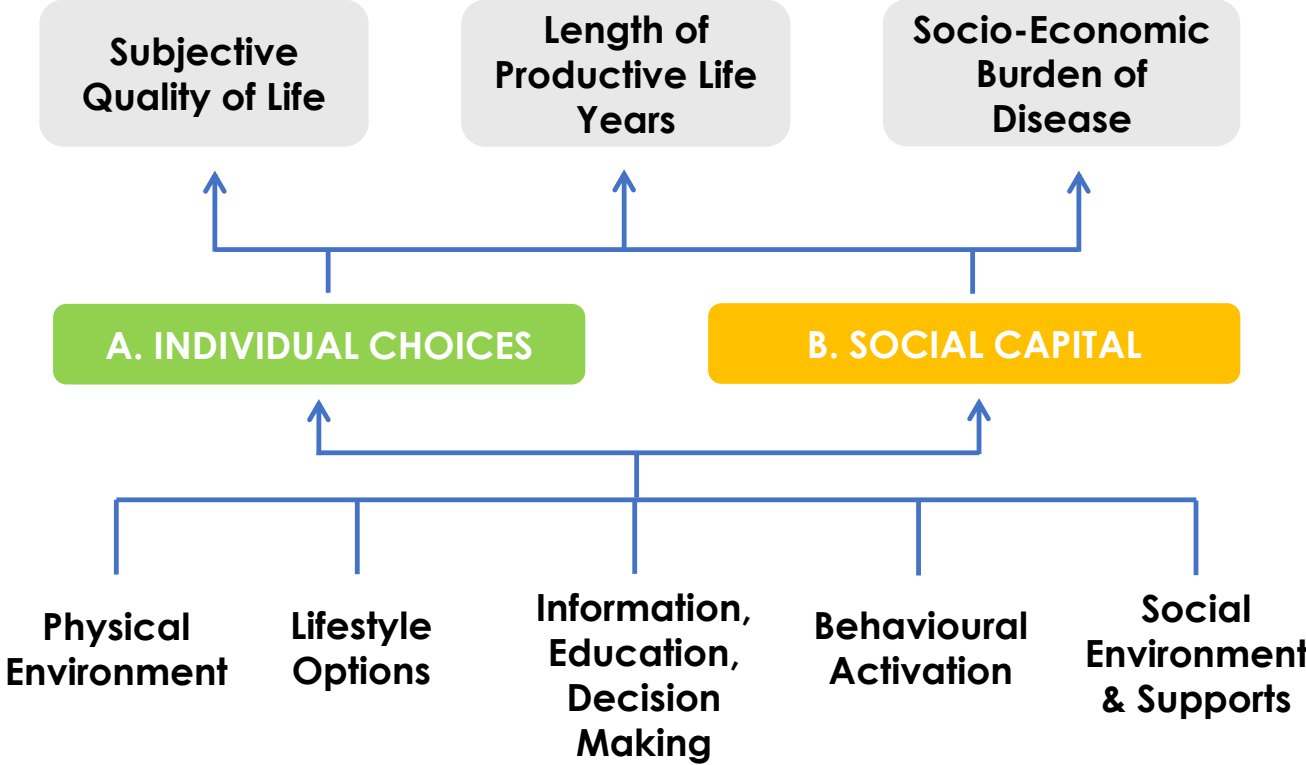 Subjective
Quality of Life
Length of
Productive Life
Years
Socio-Economic
Burden of
Disease
A. INDIVIDUAL CHOICES
B. SOCIAL CAPITAL
Physical
Environment
Lifestyle
Options
Information,
Education,
Decision
Making
Behavioural
Activation
Social
Environment
& Supports